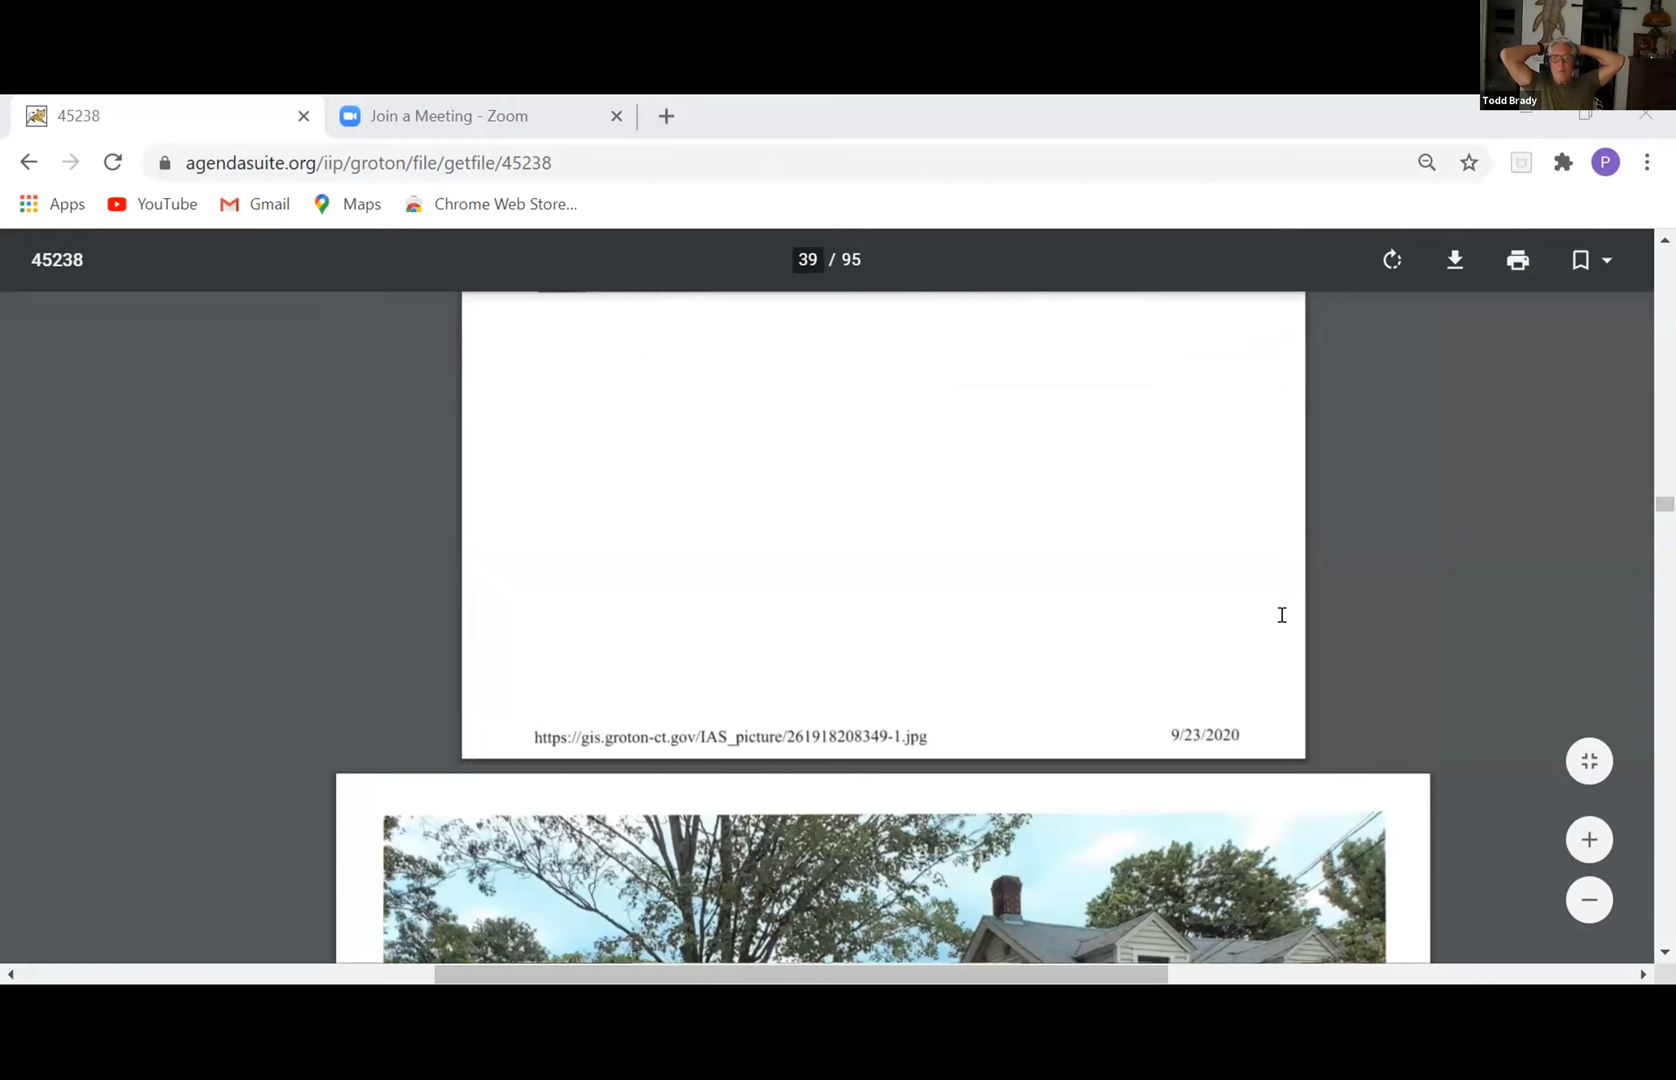 Todd Brady
45238
Join a Meeting - Zoom
agendasuite.org/iip/groton/file/getfile/45238
P
Apps
YouTube
Gmail
Maps
Chrome Web Store...
45238
39 / 95
https://gis.groton-ct.gov/IAS_picture/261918208349-1.jpg
9/23/2020